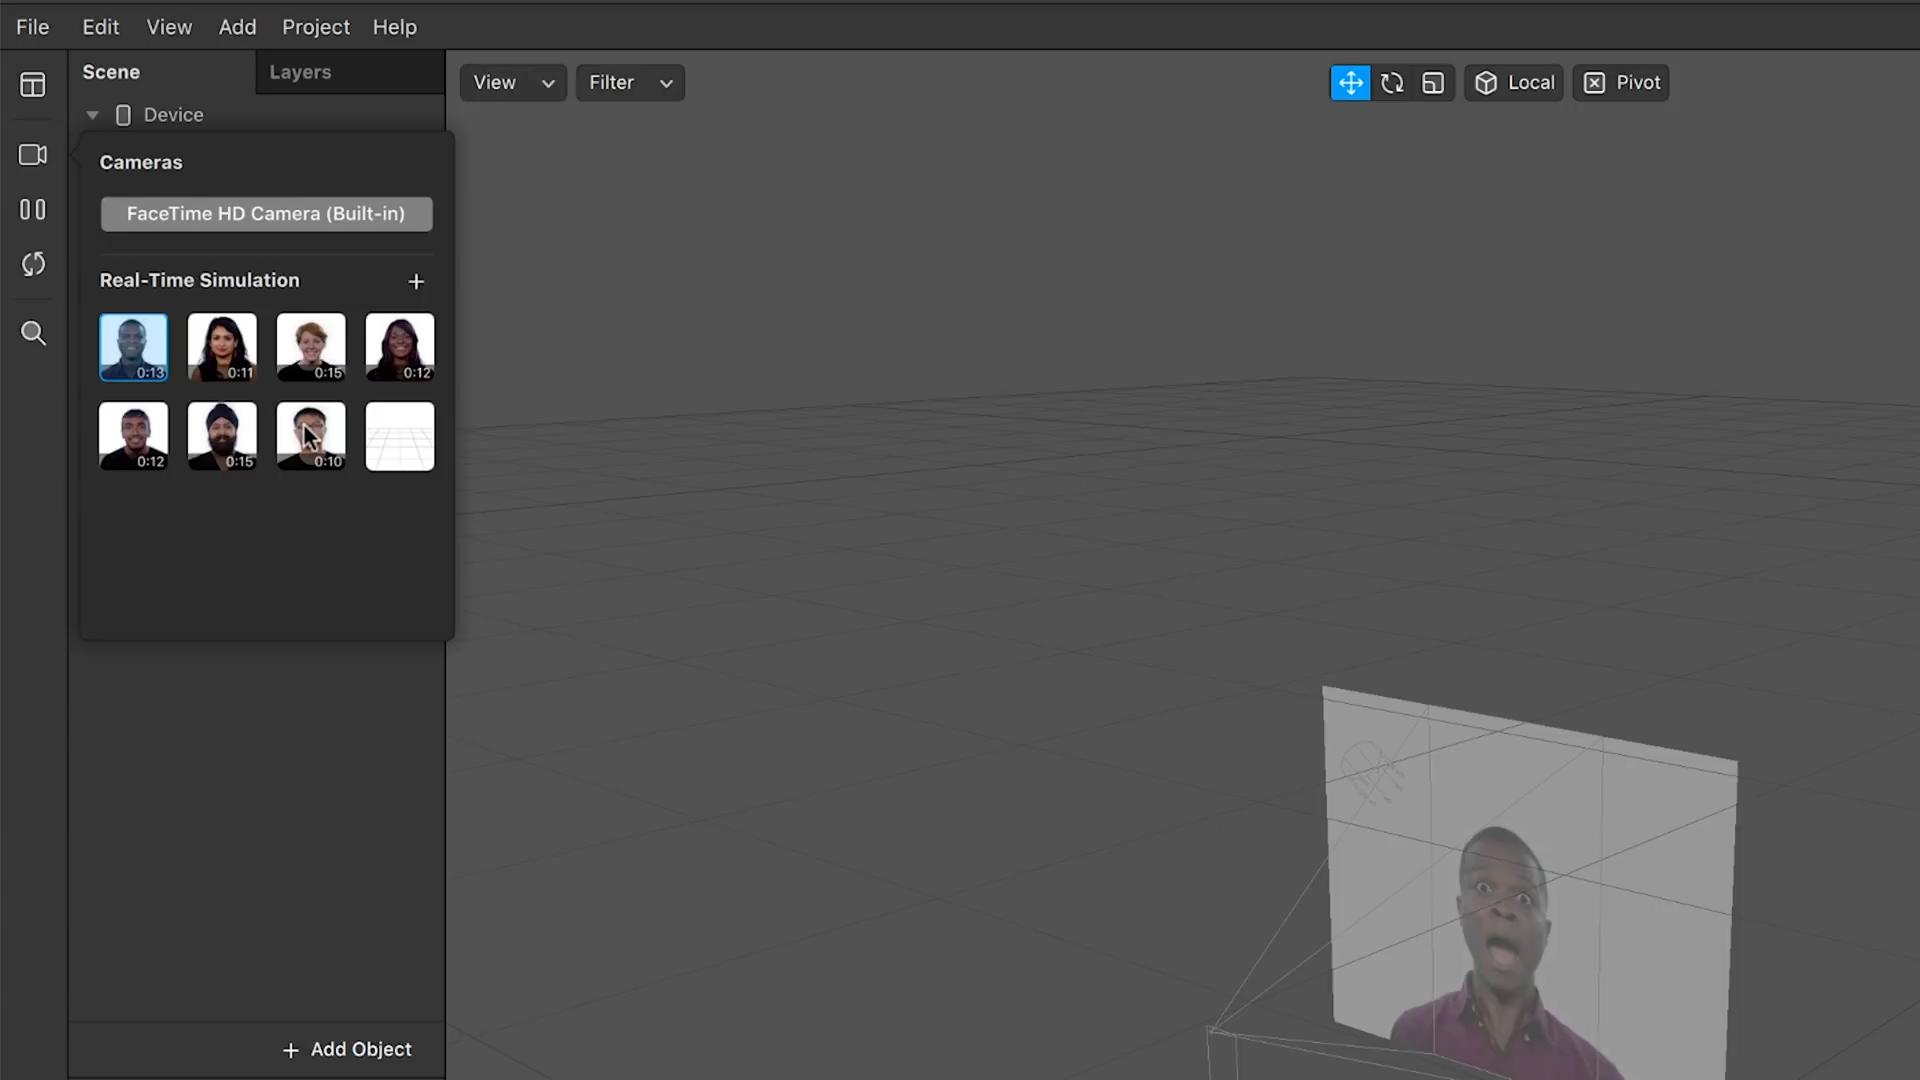 File Edit View Add Project Help
Scene Layers
View Filter Local Pivot
Device
Cameras
FaceTime HD Camera (Built-in)
Real-Time Simulation +
0:13 0:11 0:15 0:12
0:12 0:15 0:10
+ Add Object